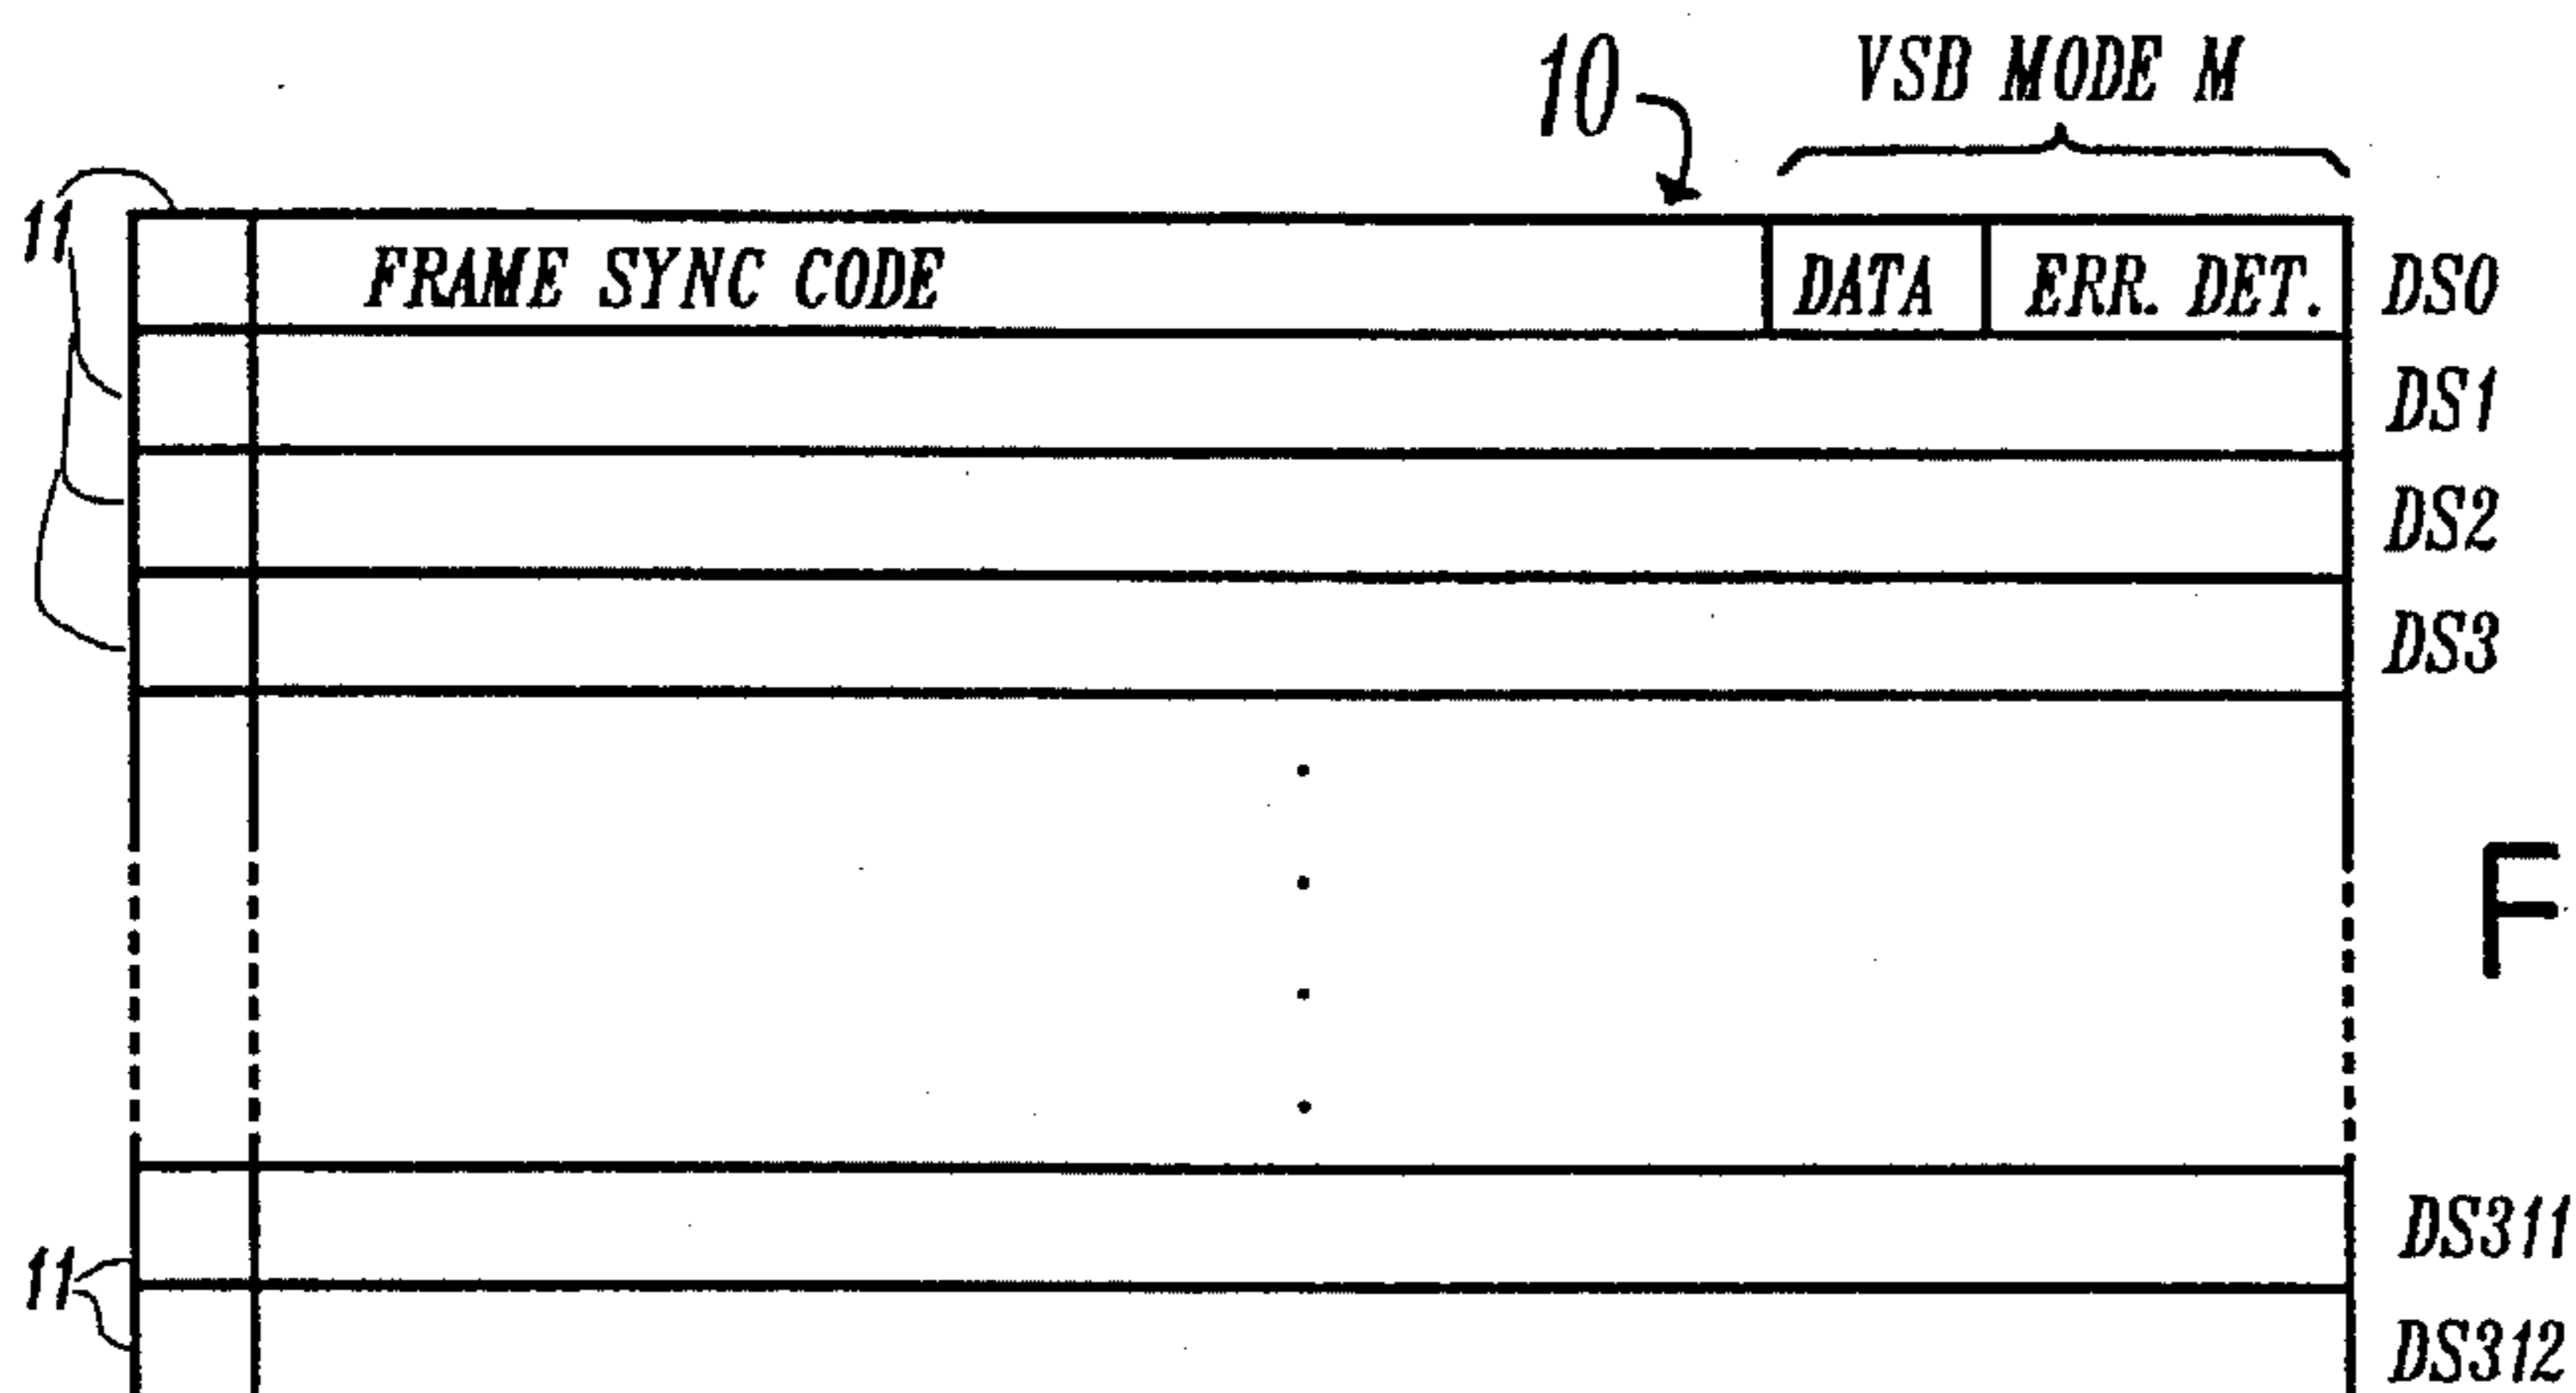 10
VSB MODE M
11
FRAME SYNC CODE
DATA
ERR. DET.
DS0
DS1
DS2
DS3
F
DS311
11
DS312